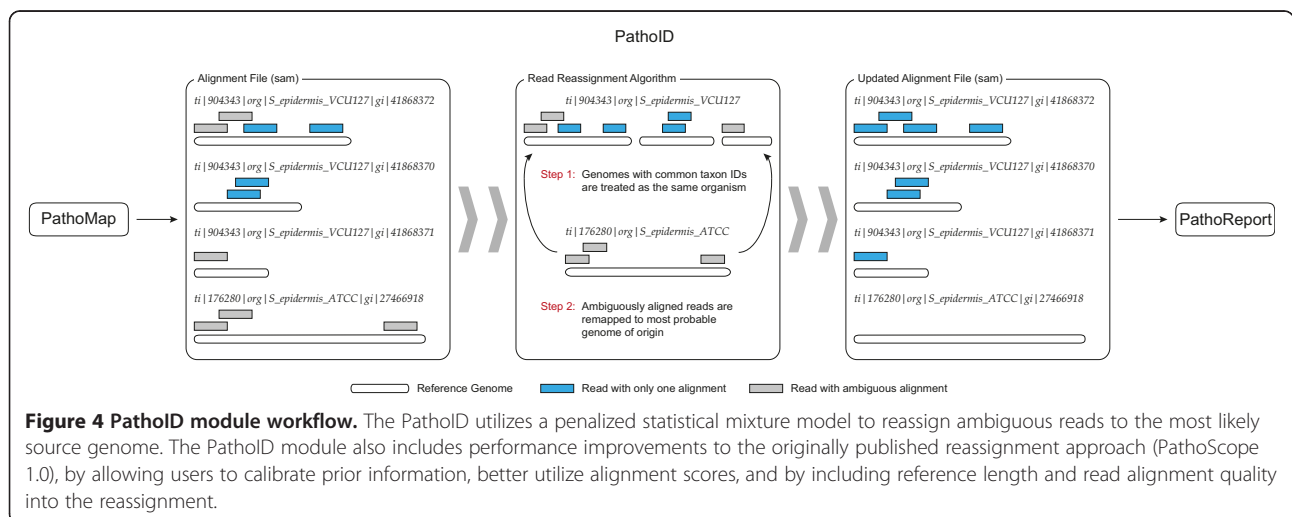 PathoID
Alignment File (sam)
ti|904343|org|S_epidermis_VCU127|gi|41868372
ti|904343|org|S_epidermis_VCU127|gi|41868370
ti|904343|org|S_epidermis_VCU127|gi|41868371
ti|176280|org|S_epidermis_ATCC|gi|27466918
PathoMap
Read Reassignment Algorithm
ti|904343|org|S_epidermis_VCU127
Step 1: Genomes with common taxon IDs
are treated as the same organism
ti|176280|org|S_epidermis_ATCC
Step 2: Ambiguously aligned reads are
remapped to most probable
genome of origin
Updated Alignment File (sam)
ti|904343|org|S_epidermis_VCU127|gi|41868372
ti|904343|org|S_epidermis_VCU127|gi|41868370
ti|904343|org|S_epidermis_VCU127|gi|41868371
ti|176280|org|S_epidermis_ATCC|gi|27466918
PathoReport
Reference Genome
Read with only one alignment
Read with ambiguous alignment
Figure 4 PathoID module workflow. The PathoID utilizes a penalized statistical mixture model to reassign ambiguous reads to the most likely
source genome. The PathoID module also includes performance improvements to the originally published reassignment approach (PathoScope
1.0), by allowing users to calibrate prior information, better utilize alignment scores, and by including reference length and read alignment quality
into the reassignment.